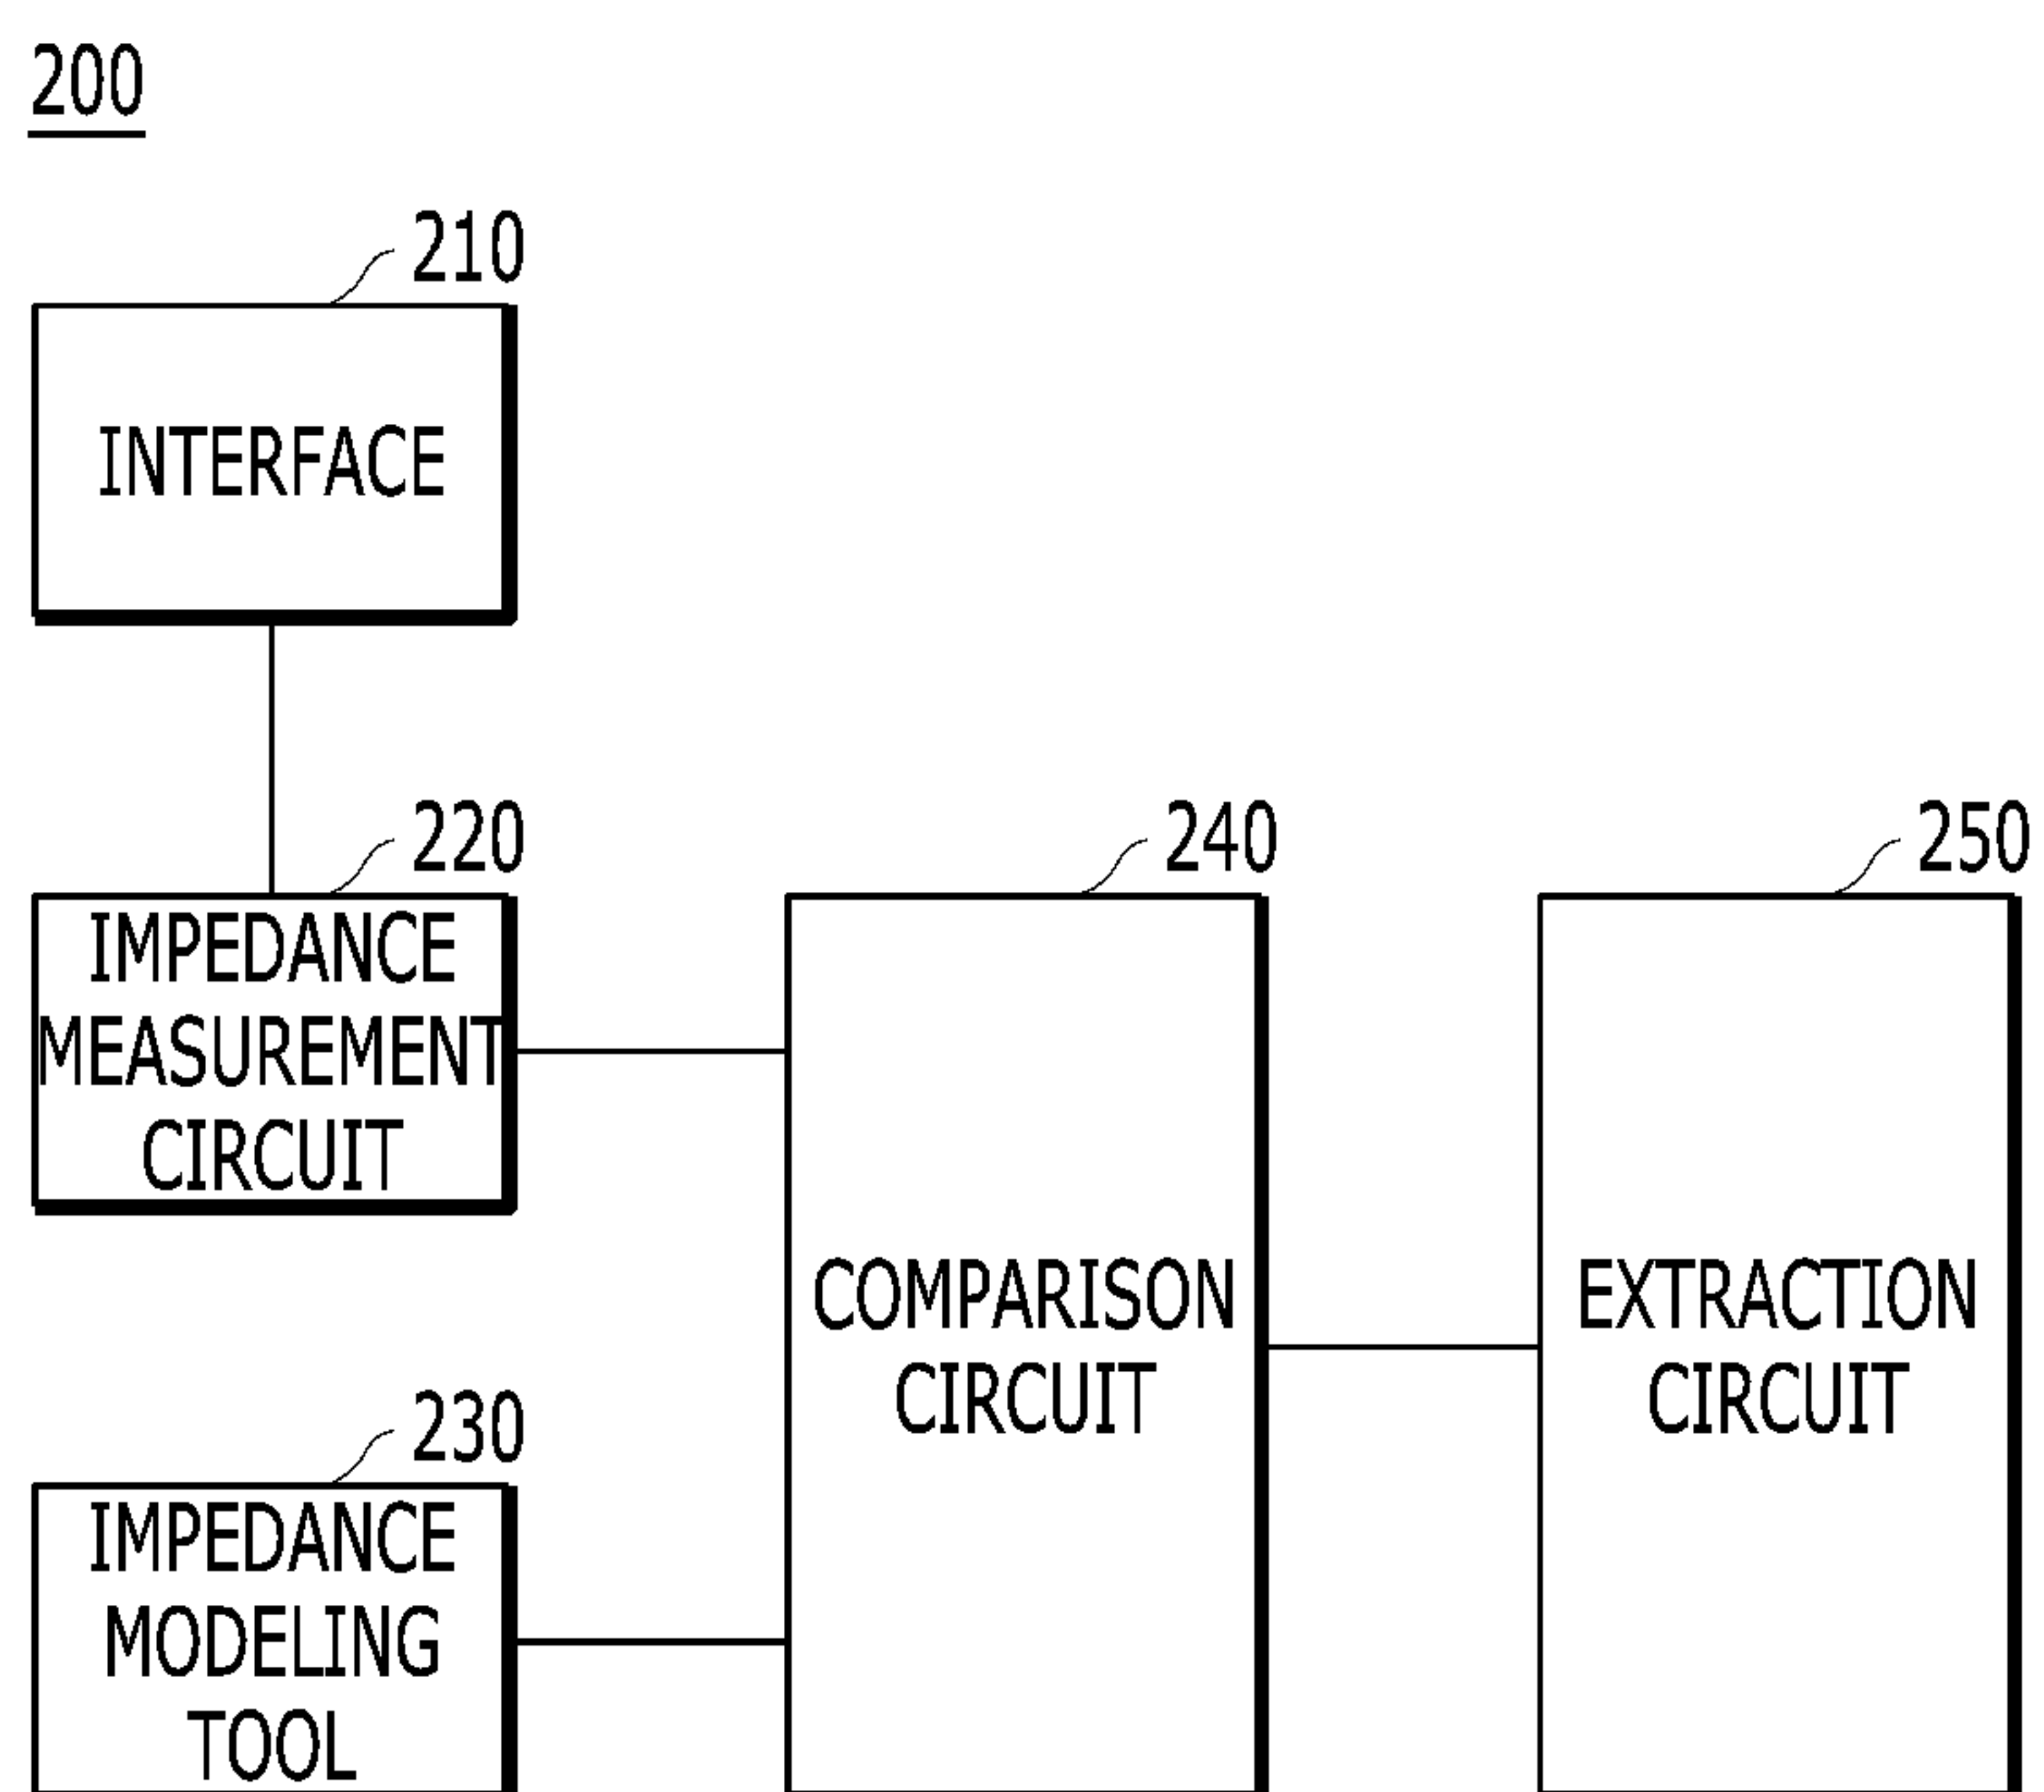 200
210
INTERFACE
220
IMPEDANCE
MEASUREMENT
CIRCUIT
230
IMPEDANCE
MODELING
TOOL
240
COMPARISON
CIRCUIT
250
EXTRACTION
CIRCUIT